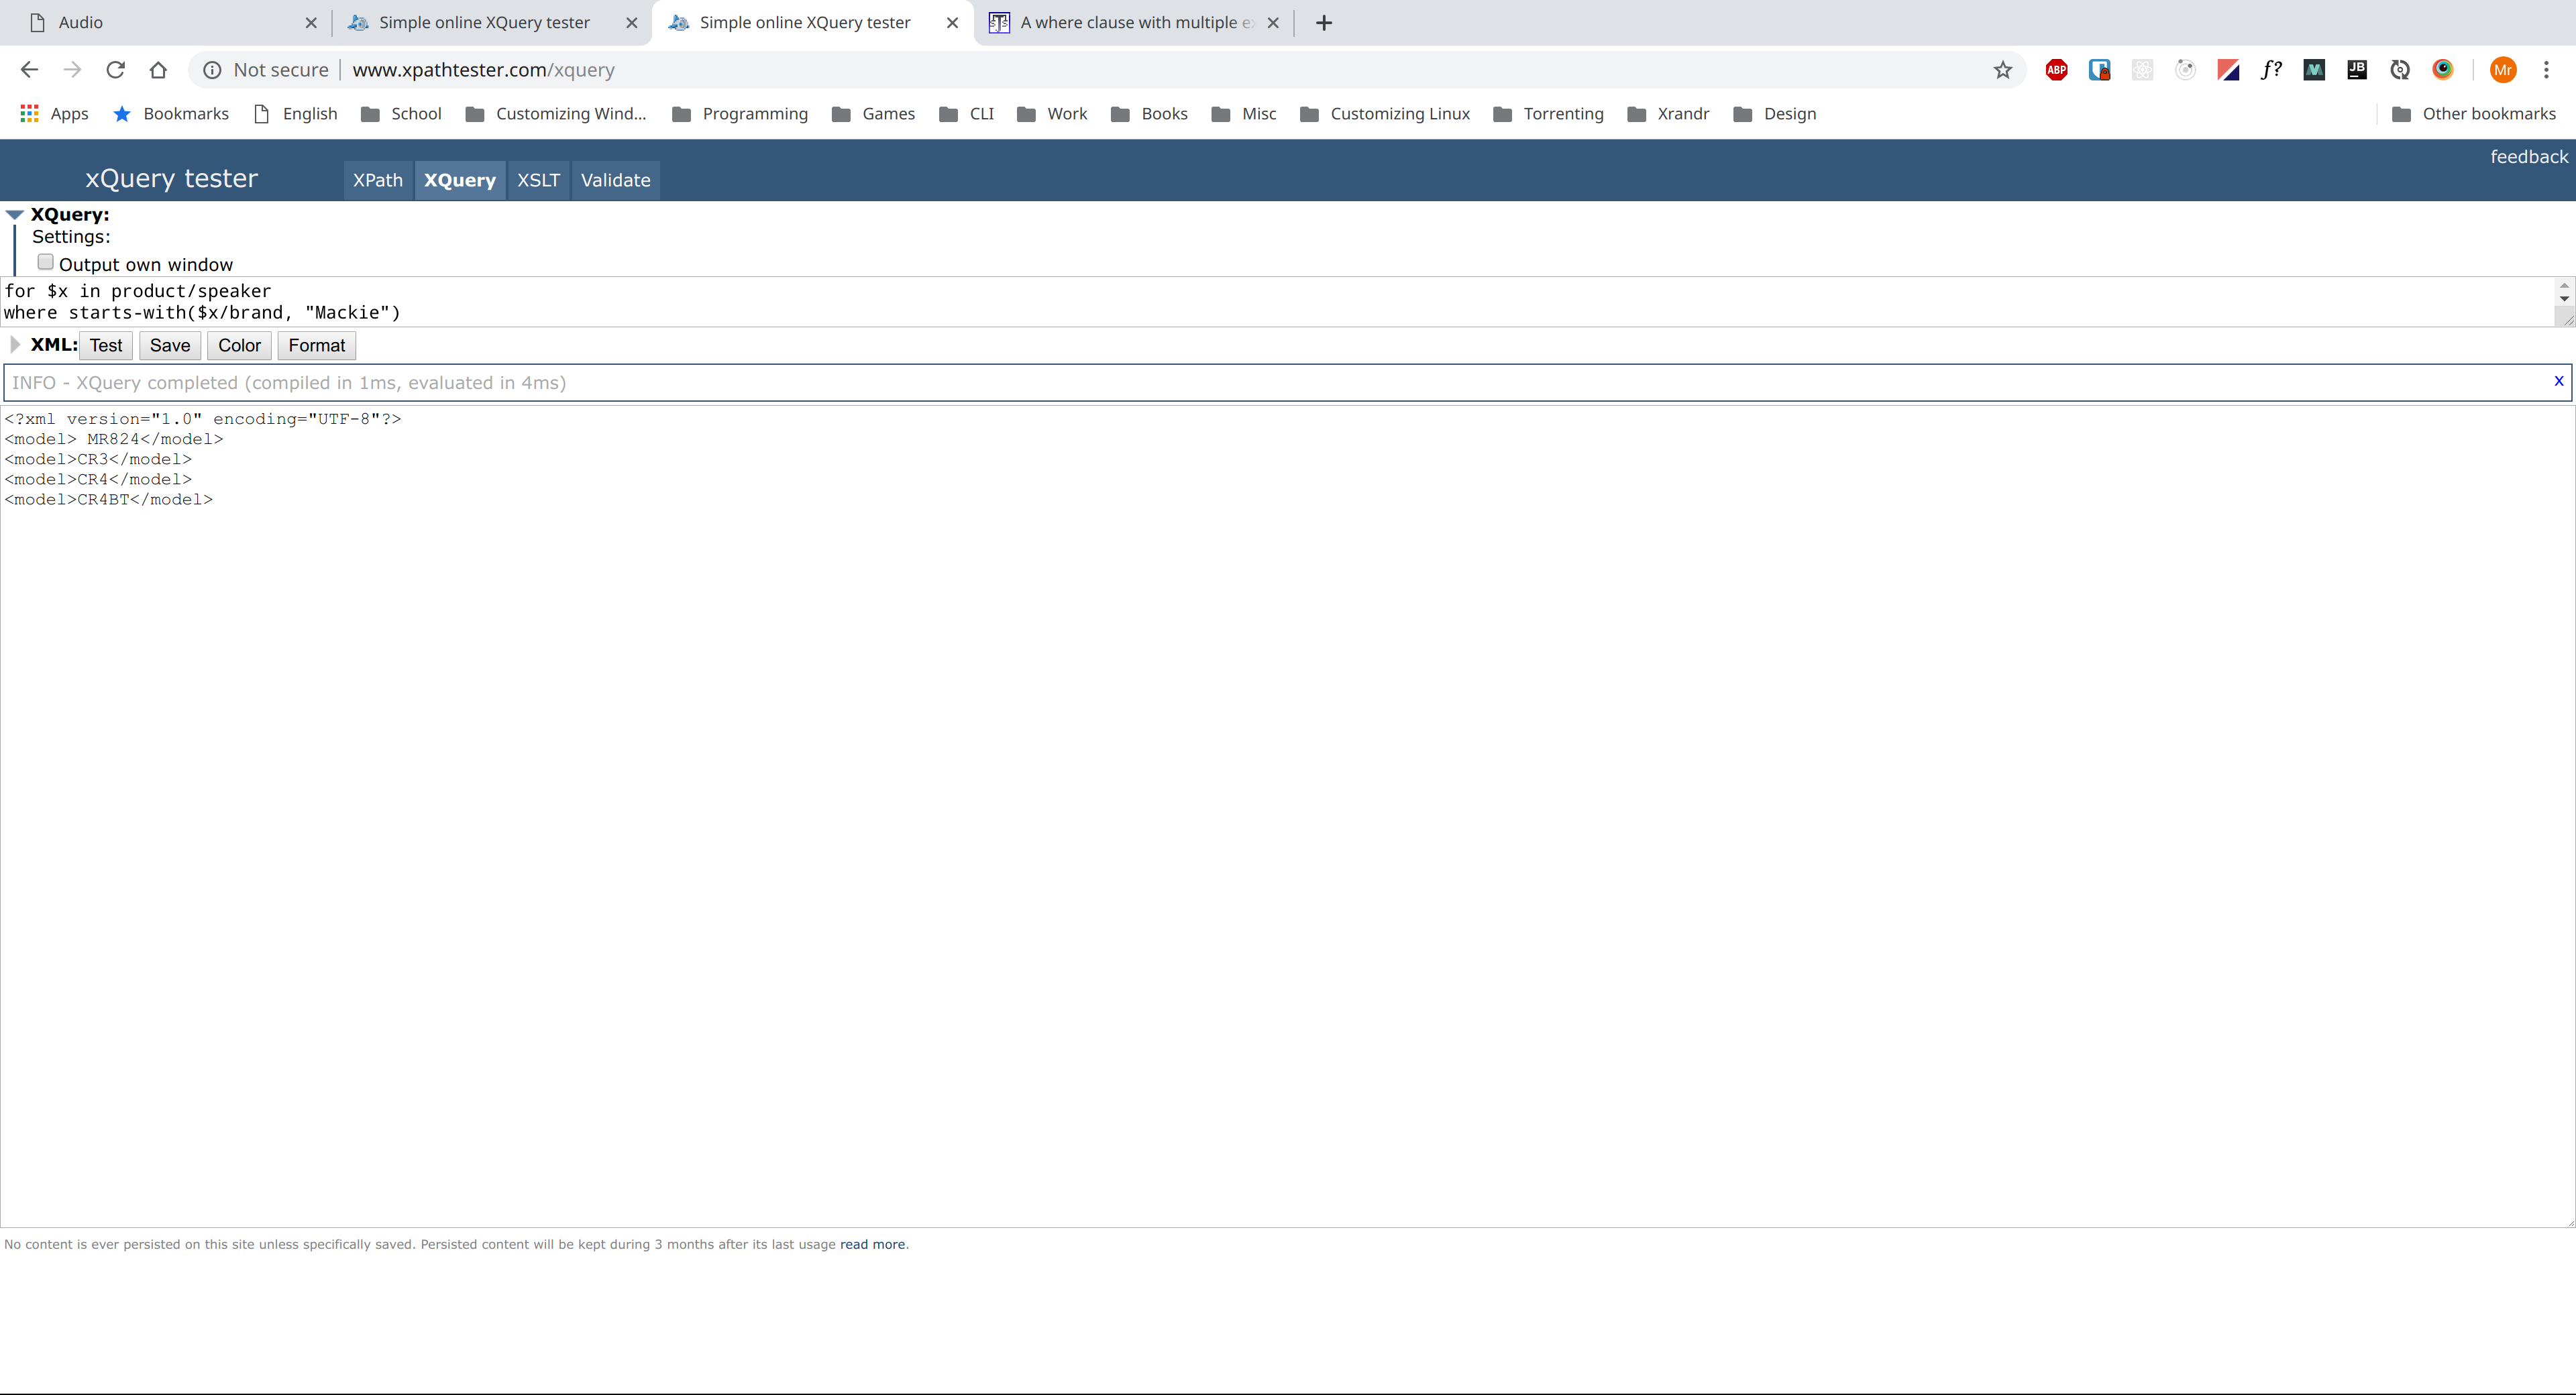 Audio
Simple online XQuery tester
Simple online XQuery tester
A where clause with multiple e
Not secure | www.xpathtester.com/xquery
ABP
f?
JB
Mr
Apps
Bookmarks
English
School
Customizing Wind...
Programming
Games
CLI
Work
Books
Misc
Customizing Linux
Torrenting
Xrandr
Design
Other bookmarks
feedback
xQuery tester
XPath
XQuery
XSLT
Validate
XQuery:
Settings:
Output own window
for $x in product/speaker
where starts-with($x/brand, "Mackie")
XML: Test Save Color Format
INFO - XQuery completed (compiled in 1ms, evaluated in 4ms)
x
<?xml version="1.0" encoding="UTF-8"?>
<model> MR824</model>
<model>CR3</model>
<model>CR4</model>
<model>CR4BT</model>
No content is ever persisted on this site unless specifically saved. Persisted content will be kept during 3 months after its last usage read more.